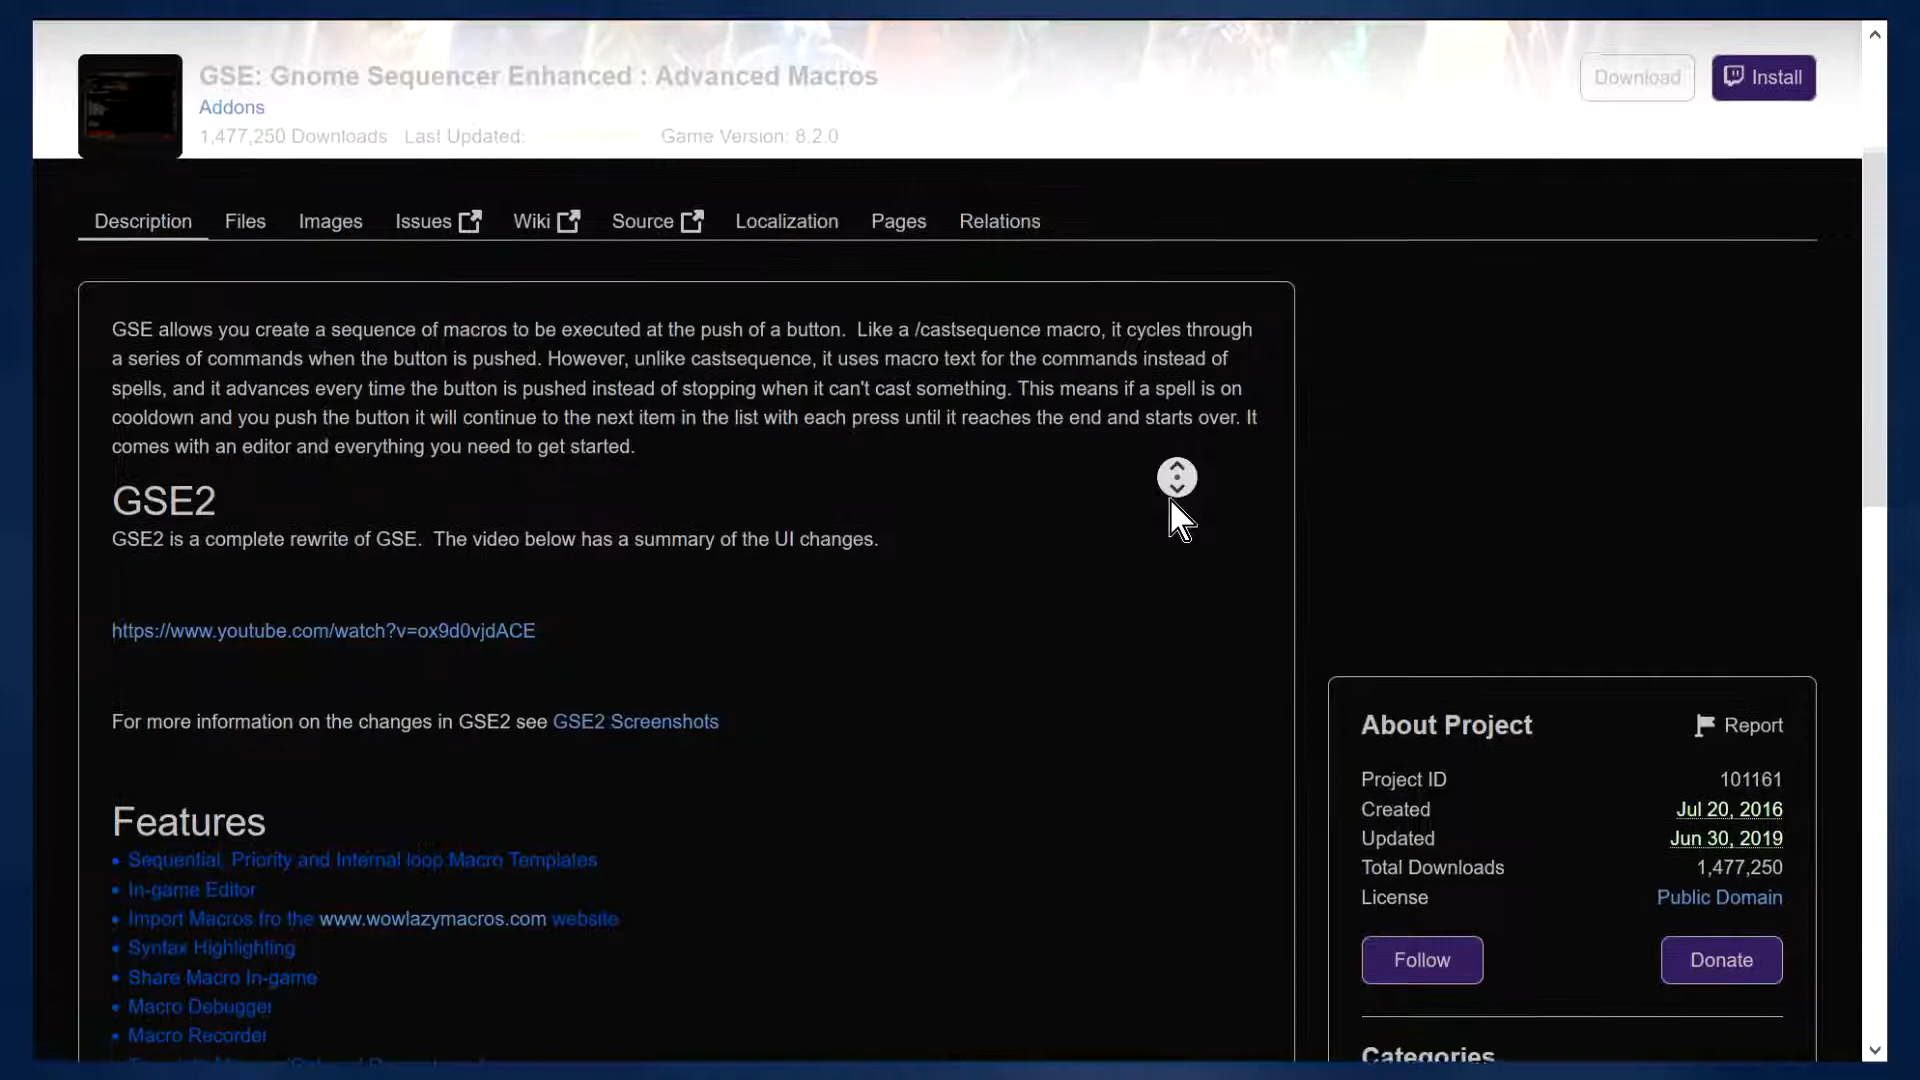 GSE: Gnome Sequencer Enhanced : Advanced Macros
Addons
1,477,250 Downloads Last Updated: Game Version: 8.2.0
Download
Install
Description Files Images Issues Wiki Source Localization Pages Relations
GSE allows you create a sequence of macros to be executed at the push of a button. Like a /castsequence macro, it cycles through
a series of commands when the button is pushed. However, unlike castsequence, it uses macro text for the commands instead of
spells, and it advances every time the button is pushed instead of stopping when it can't cast something. This means if a spell is on
cooldown and you push the button it will continue to the next item in the list with each press until it reaches the end and starts over. It
comes with an editor and everything you need to get started.
GSE2
GSE2 is a complete rewrite of GSE. The video below has a summary of the UI changes.
https://www.youtube.com/watch?v=ox9d0vjdACE
For more information on the changes in GSE2 see GSE2 Screenshots
Features
• Sequential, Priority and Internal loop Macro Templates
• In-game Editor
• Import Macros fro the www.wowlazymacros.com website
• Syntax Highlighting
• Share Macro In-game
• Macro Debugger
• Macro Recorder
About Project
Report
Project ID 101161
Created Jul 20, 2016
Updated Jun 30, 2019
Total Downloads 1,477,250
License Public Domain
Follow
Donate
Categories